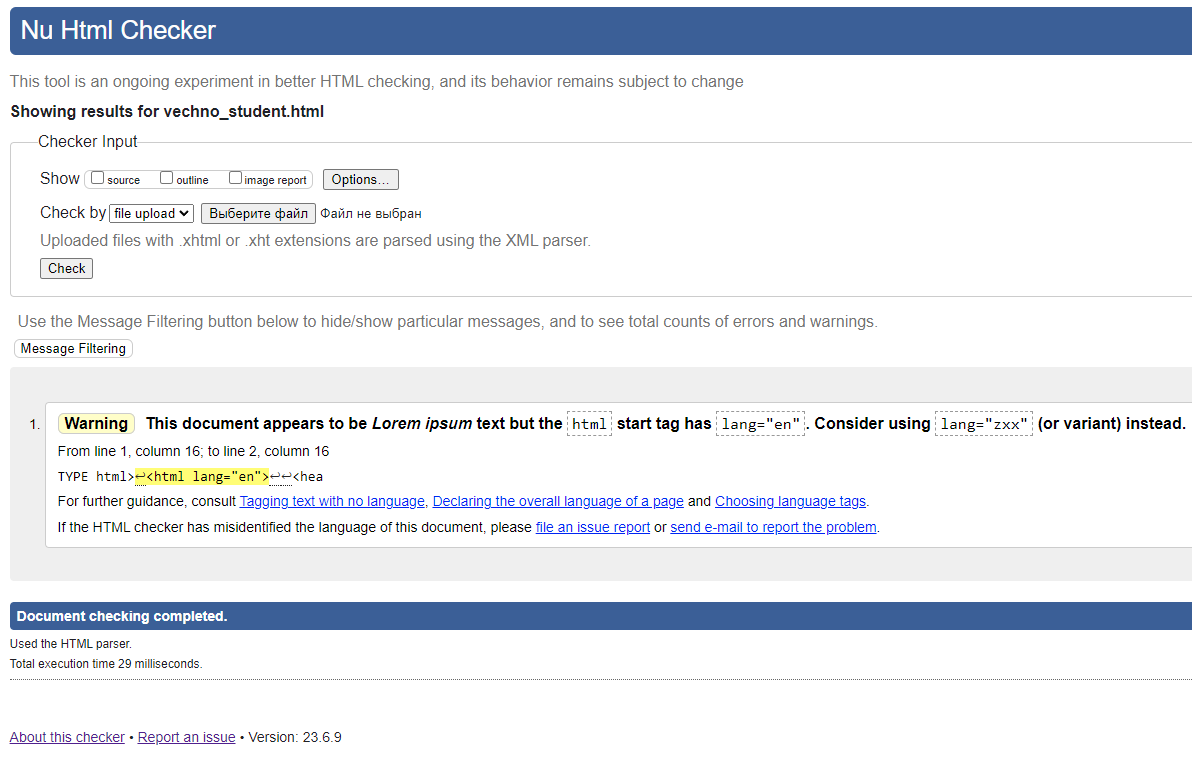 Nu Html Checker
This tool is an ongoing experiment in better HTML checking, and its behavior remains subject to change
Showing results for vechno_student.html
Checker Input
Show source outline image report Options...
Check by file upload Выберите файл Файл не выбран
Uploaded files with .xhtml or .xht extensions are parsed using the XML parser.
Check
Use the Message Filtering button below to hide/show particular messages, and to see total counts of errors and warnings.
Message Filtering
1. Warning This document appears to be Lorem ipsum text but the html start tag has lang="en". Consider using lang="zxx" (or variant) instead.
From line 1, column 16; to line 2, column 16
TYPE html>↩<html lang="en">↩↩<hea
For further guidance, consult Tagging text with no language, Declaring the overall language of a page and Choosing language tags.
If the HTML checker has misidentified the language of this document, please file an issue report or send e-mail to report the problem.
Document checking completed.
Used the HTML parser.
Total execution time 29 milliseconds.
About this checker • Report an issue • Version: 23.6.9